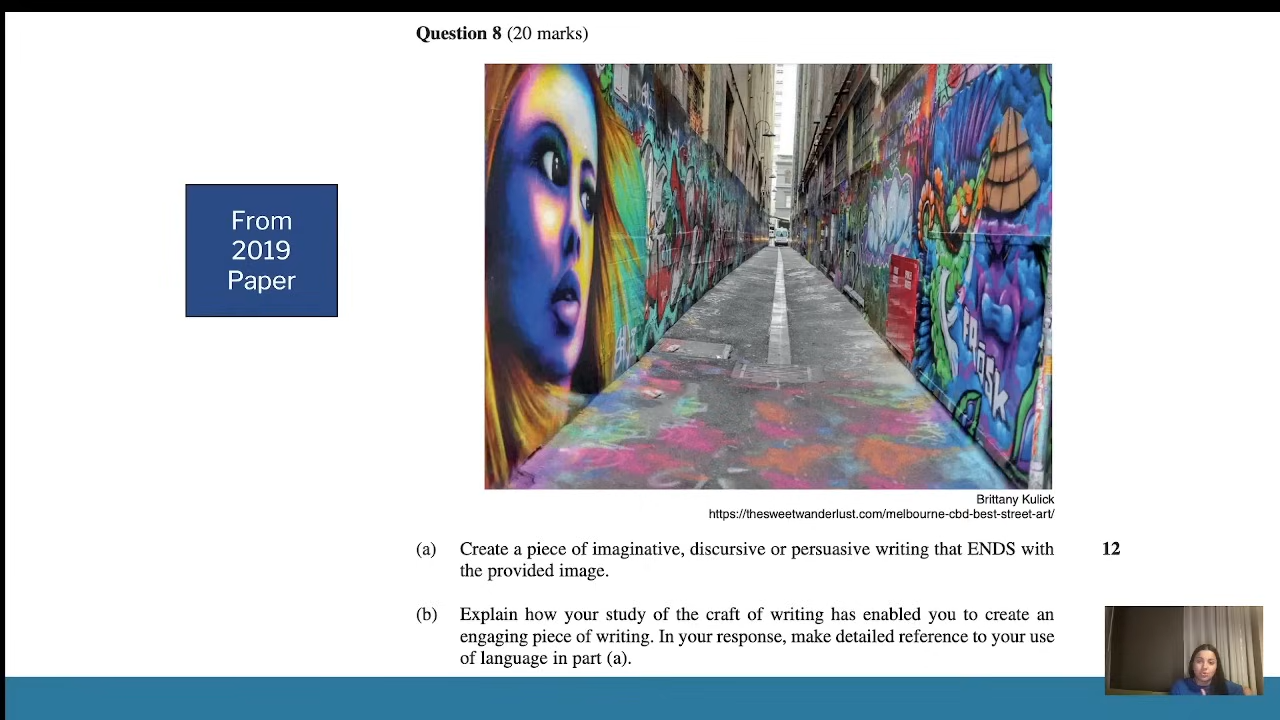 Question 8 (20 marks)
From
2019
Paper
Brittany Kulick
https://thesweetwanderlust.com/melbourne-cbd-best-street-art/
(a) Create a piece of imaginative, discursive or persuasive writing that ENDS with 12
the provided image.
(b) Explain how your study of the craft of writing has enabled you to create an
engaging piece of writing. In your response, make detailed reference to your use
of language in part (a).